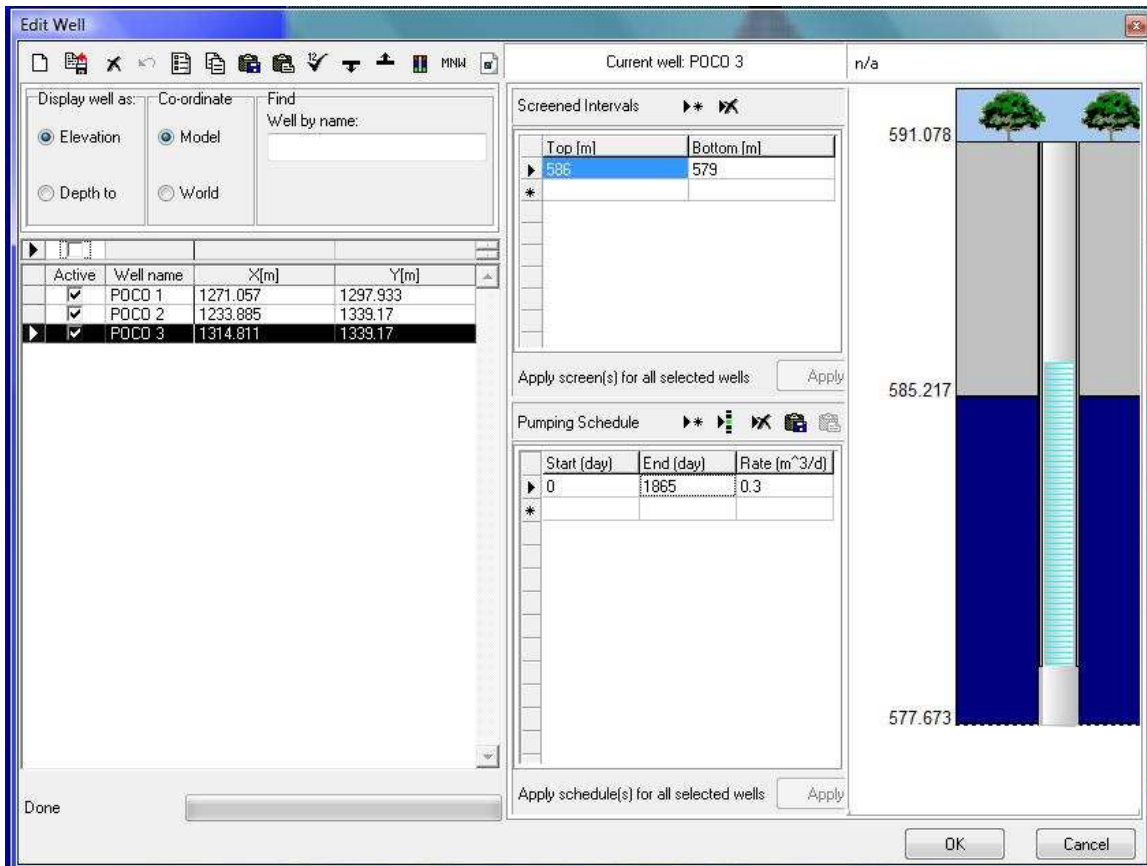 Edit Well
MNW
Current well: POCO 3
n/a
Display well as:
Elevation
Depth to
Co-ordinate
Model
World
Find
Well by name:
Active Well name X[m] Y[m]
POCO 1 1271.057 1297.933
POCO 2 1233.885 1339.17
POCO 3 1314.811 1339.17
Done
Screened Intervals
Top [m] Bottom [m]
586 579
Apply screen(s) for all selected wells Apply
Pumping Schedule
Start (day) End (day) Rate (m^3/d)
0 1865 0.3
Apply schedule(s) for all selected wells Apply
591.078
585.217
577.673
OK Cancel